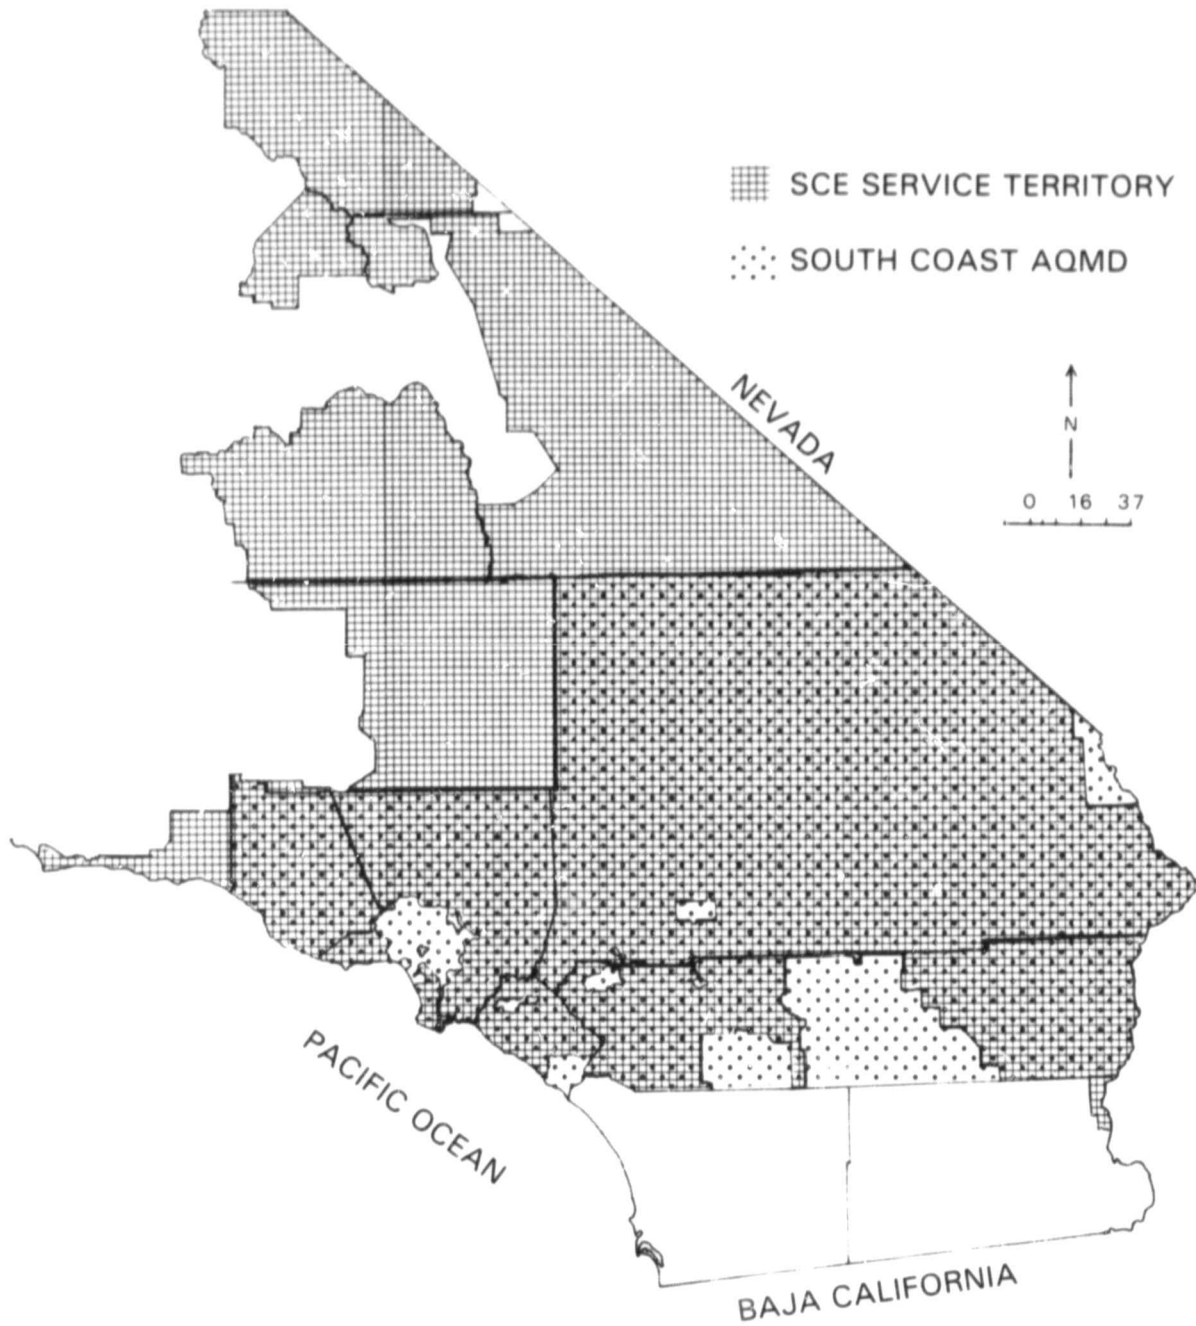 SCE SERVICE TERRITORY
SOUTH COAST AQMD
NEVADA
N
0 16 37
PACIFIC OCEAN
BAJA CALIFORNIA